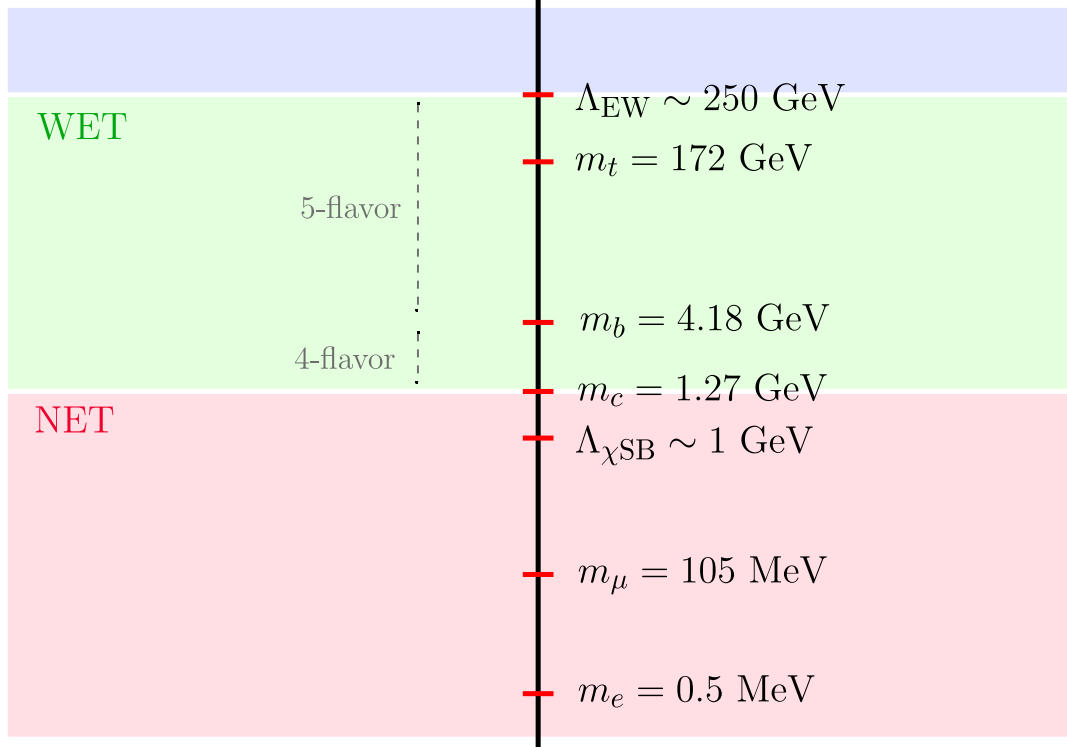 Λ_EW ∼ 250 GeV
WET
m_t = 172 GeV
5-flavor
m_b = 4.18 GeV
4-flavor
m_c = 1.27 GeV
NET
Λ_χSB ∼ 1 GeV
m_μ = 105 MeV
m_e = 0.5 MeV